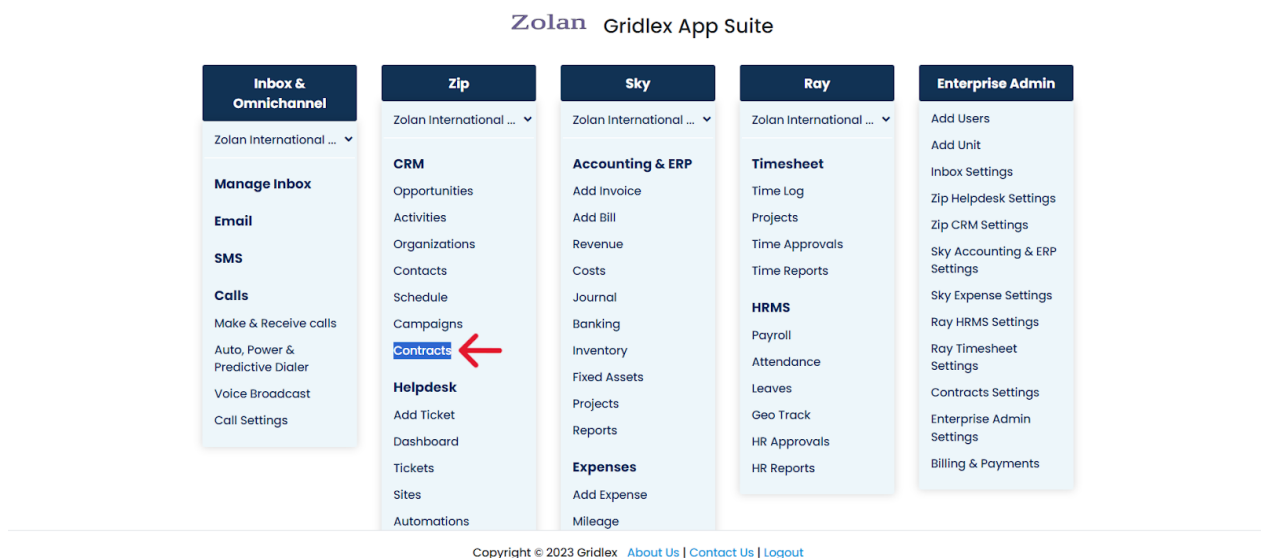 Zolan Gridlex App Suite
Inbox &
Omnichannel
Zolan International ...
Manage Inbox
Email
SMS
Calls
Make & Receive calls
Auto, Power &
Predictive Dialer
Voice Broadcast
Call Settings
Zip
Zolan International ...
CRM
Opportunities
Activities
Organizations
Contacts
Schedule
Campaigns
Contracts
Helpdesk
Add Ticket
Dashboard
Tickets
Sites
Automations
Sky
Zolan International ...
Accounting & ERP
Add Invoice
Add Bill
Revenue
Costs
Journal
Banking
Inventory
Fixed Assets
Projects
Reports
Expenses
Add Expense
Mileage
Ray
Zolan International ...
Timesheet
Time Log
Projects
Time Approvals
Time Reports
HRMS
Payroll
Attendance
Leaves
Geo Track
HR Approvals
HR Reports
Enterprise Admin
Add Users
Add Unit
Inbox Settings
Zip Helpdesk Settings
Zip CRM Settings
Sky Accounting & ERP
Settings
Sky Expense Settings
Ray HRMS Settings
Ray Timesheet
Settings
Contracts Settings
Enterprise Admin
Settings
Billing & Payments
Copyright © 2023 Gridlex About Us | Contact Us | Logout